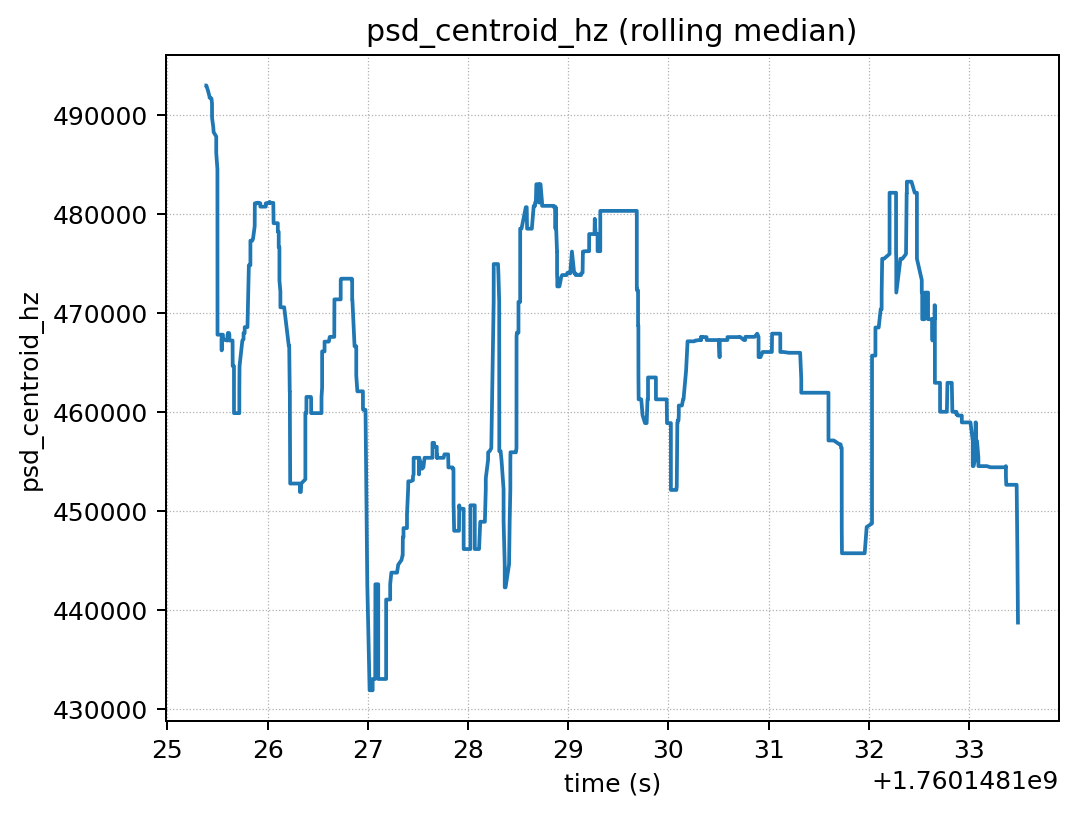 psd_centroid_hz (rolling median)
psd_centroid_hz
490000
480000
470000
460000
450000
440000
430000
25 26 27 28 29 30 31 32 33
time (s)
+1.7601481e9